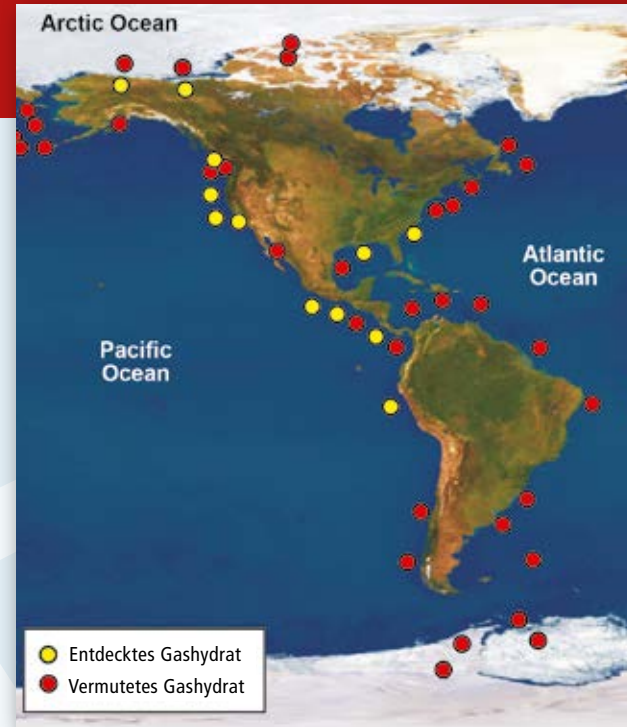 Arctic Ocean
Atlantic
Ocean
Pacific
Ocean
Entdecktes Gashydrat
Vermutetes Gashydrat